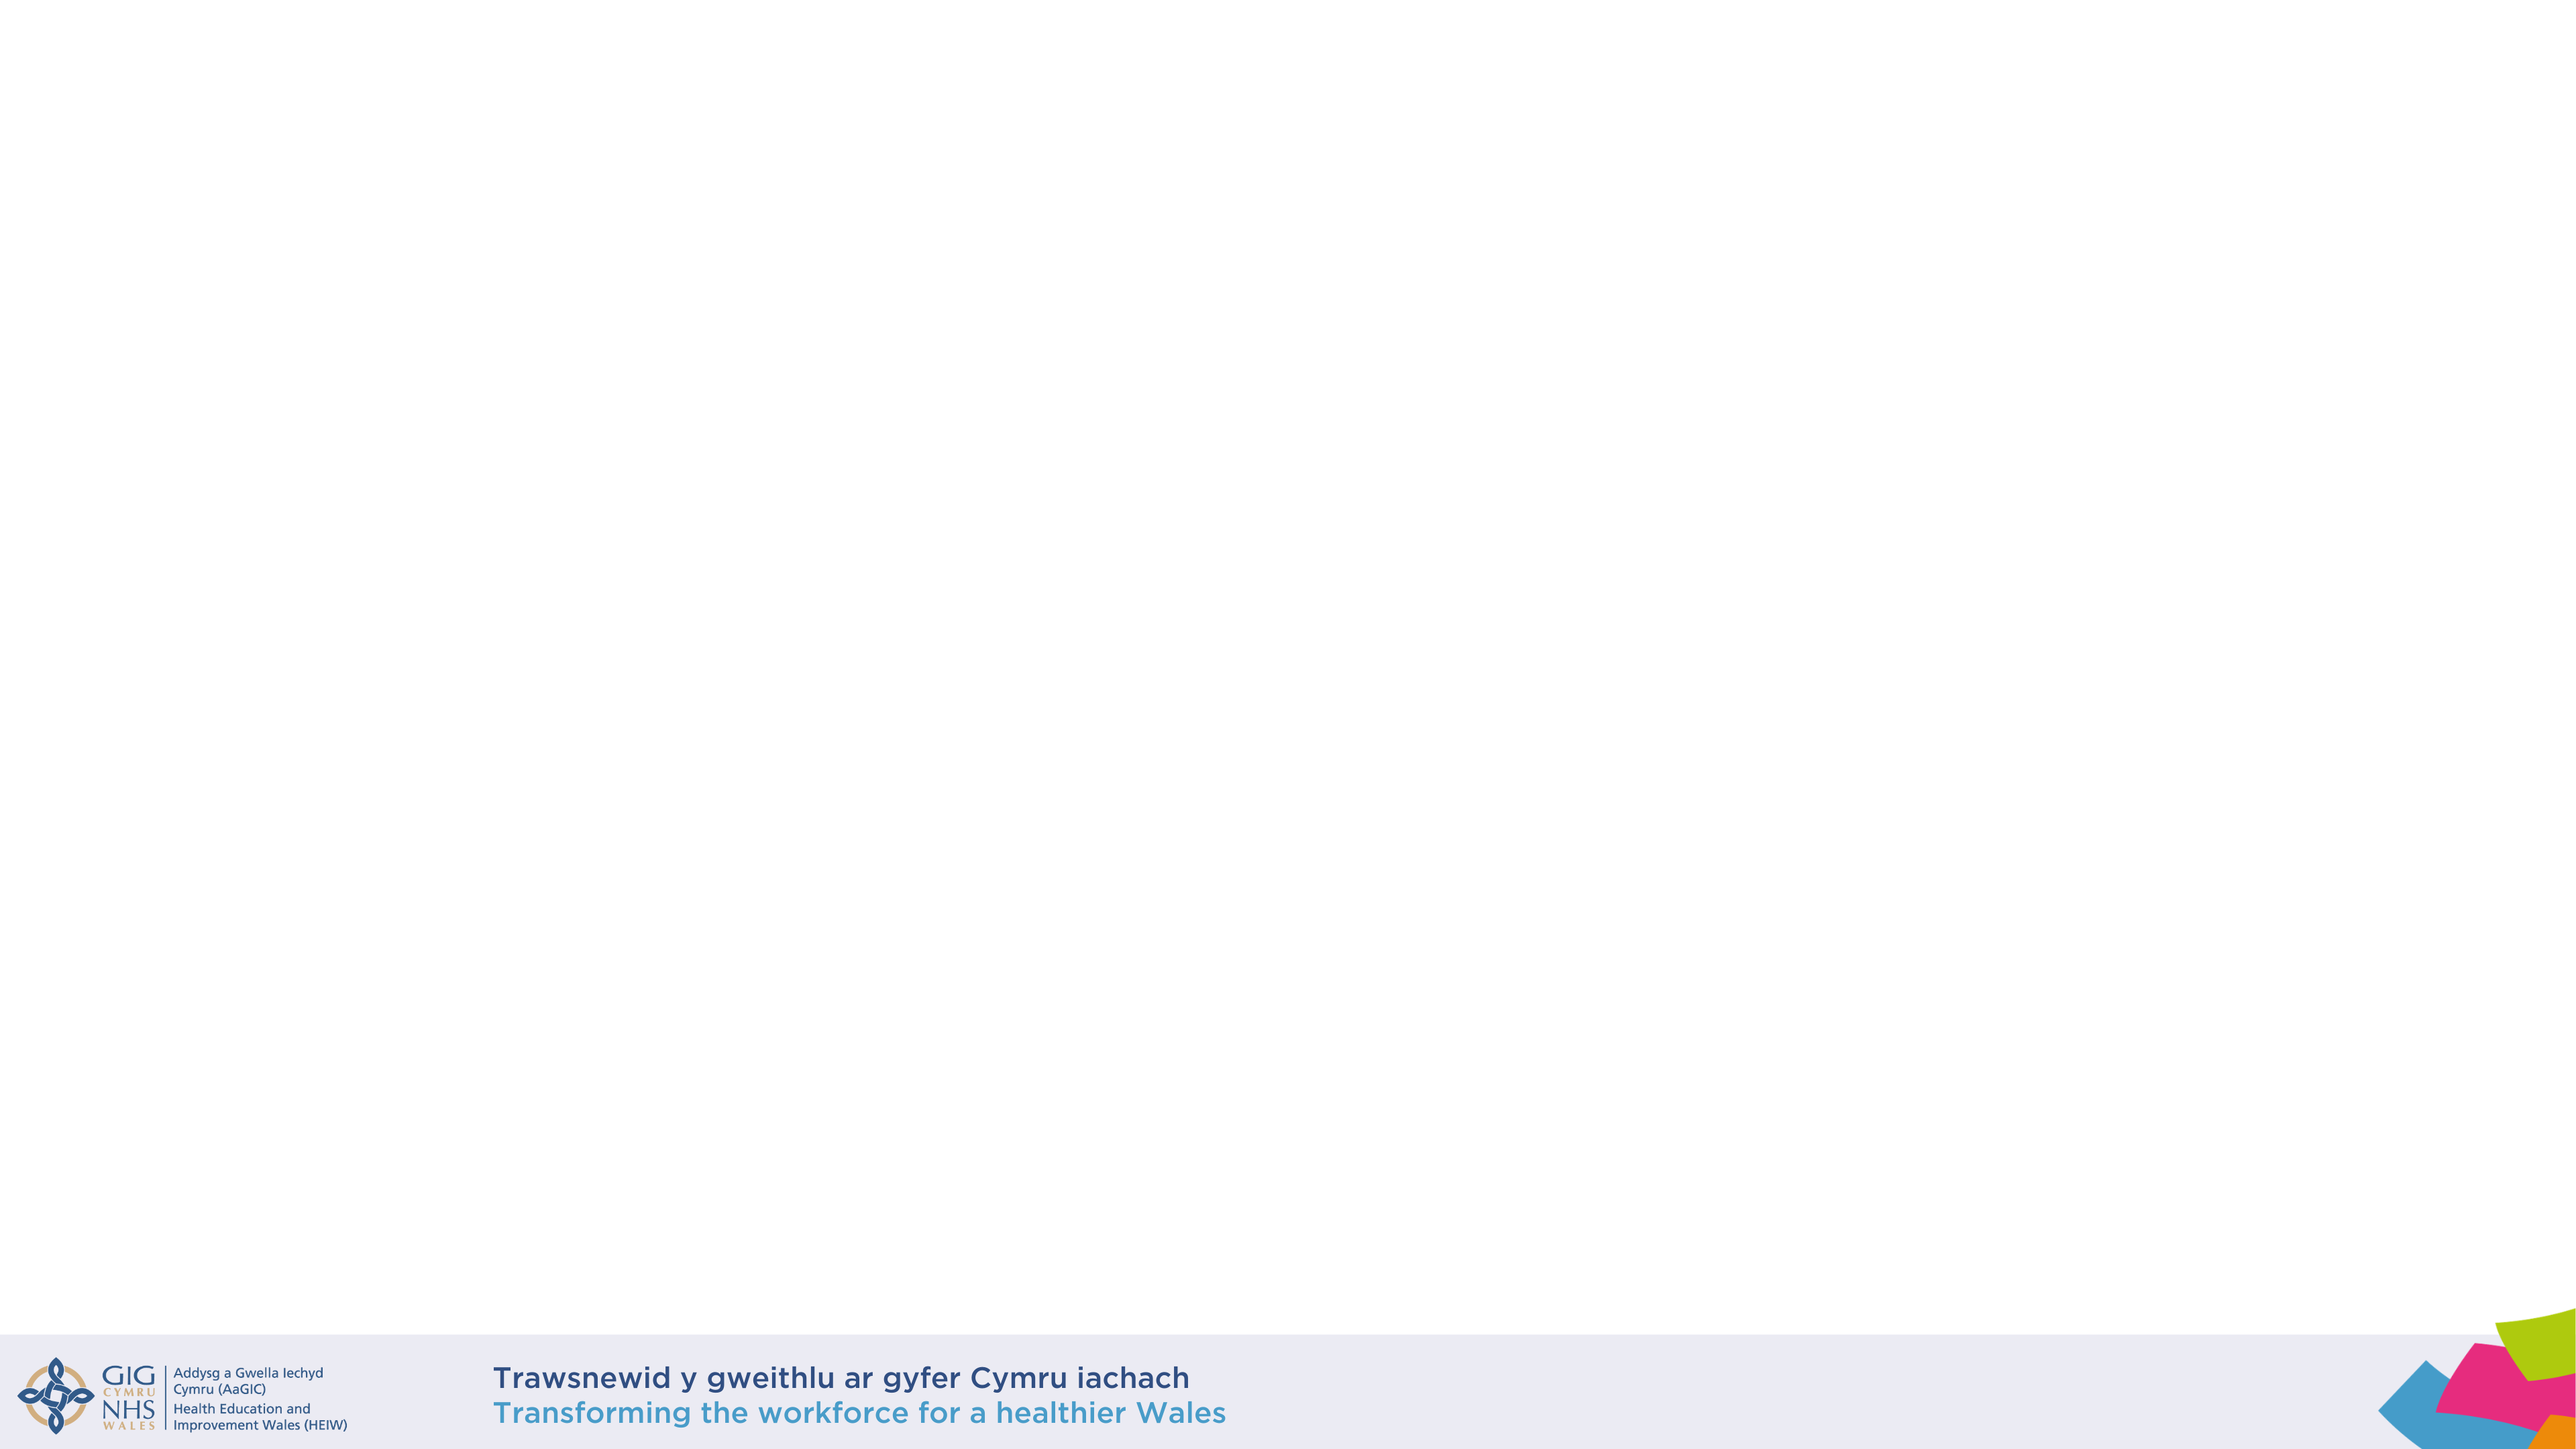 GIG
CYMRU
NHS
WALES
Addysg a Gwella Iechyd
Cymru (AaGIC)
Health Education and
Improvement Wales (HEIW)
Trawsnewid y gweithlu ar gyfer Cymru iachach
Transforming the workforce for a healthier Wales